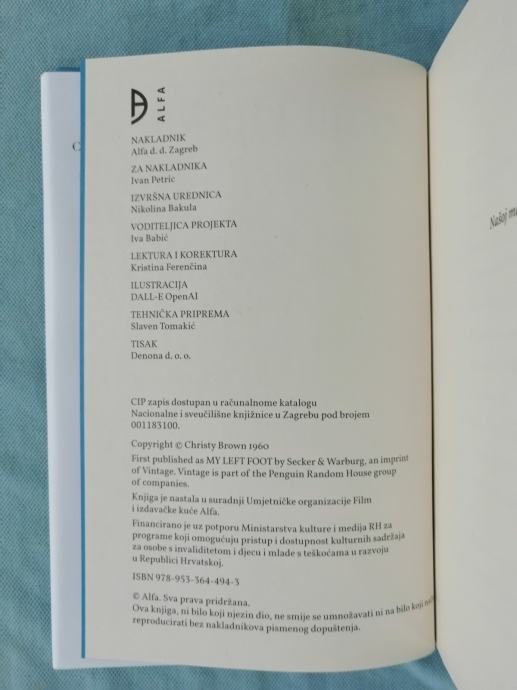 ALFA
NAKLADNIK
Alfa d. d. Zagreb
ZA NAKLADNIKA
Ivan Petric
IZVRŠNA UREDNICA
Nikolina Bakula
VODITELJICA PROJEKTA
Iva Babić
LEKTURA I KOREKTURA
Kristina Ferenčina
ILUSTRACIJA
DALL-E OpenAI
TEHNIČKA PRIPREMA
Slaven Tomakić
TISAK
Denona d. o. o.
CIP zapis dostupan u računalnome katalogu
Nacionalne i sveučilišne knjižnice u Zagrebu pod brojem
001183100.
Copyright © Christy Brown 1960
First published as MY LEFT FOOT by Secker & Warburg, an imprint
of Vintage. Vintage is part of the Penguin Random House group
of companies.
Knjiga je nastala u suradnji Umjetničke organizacije Film
i izdavačke kuće Alfa.
Financirano je uz potporu Ministarstva kulture i medija RH za
programe koji omogućuju pristup i dostupnost kulturnih sadržaja
za osobe s invaliditetom i djecu i mlade s teškoćama u razvoju
u Republici Hrvatskoj.
ISBN 978-953-364-494-3
© Alfa. Sva prava pridržana.
Ova knjiga, ni bilo koji njezin dio, ne smije se umnožavati ni na bilo koji
reproducirati bez nakladnikova pismenog dopuštenja.
Našoj